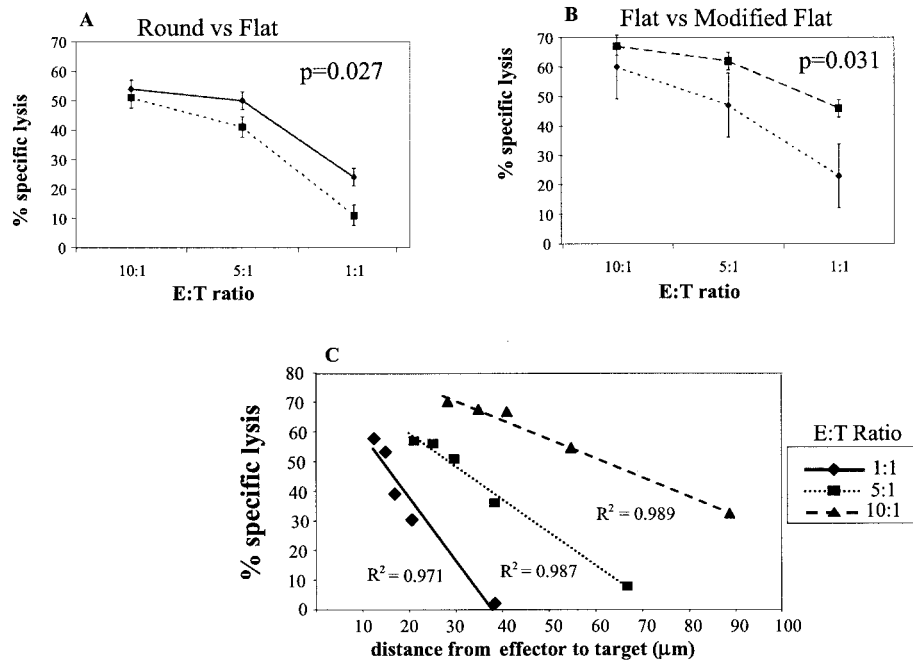 A
Round vs Flat
p=0.027
% specific lysis
70
60
50
40
30
20
10
0
10:1
5:1
1:1
E:T ratio
B
Flat vs Modified Flat
p=0.031
% specific lysis
70
60
50
40
30
20
10
0
10:1
5:1
1:1
E:T ratio
C
% specific lysis
80
70
60
50
40
30
20
10
0
R² = 0.971
R² = 0.987
R² = 0.989
0
10
20
30
40
50
60
70
80
90
100
distance from effector to target (μm)
E:T Ratio
1:1
5:1
10:1